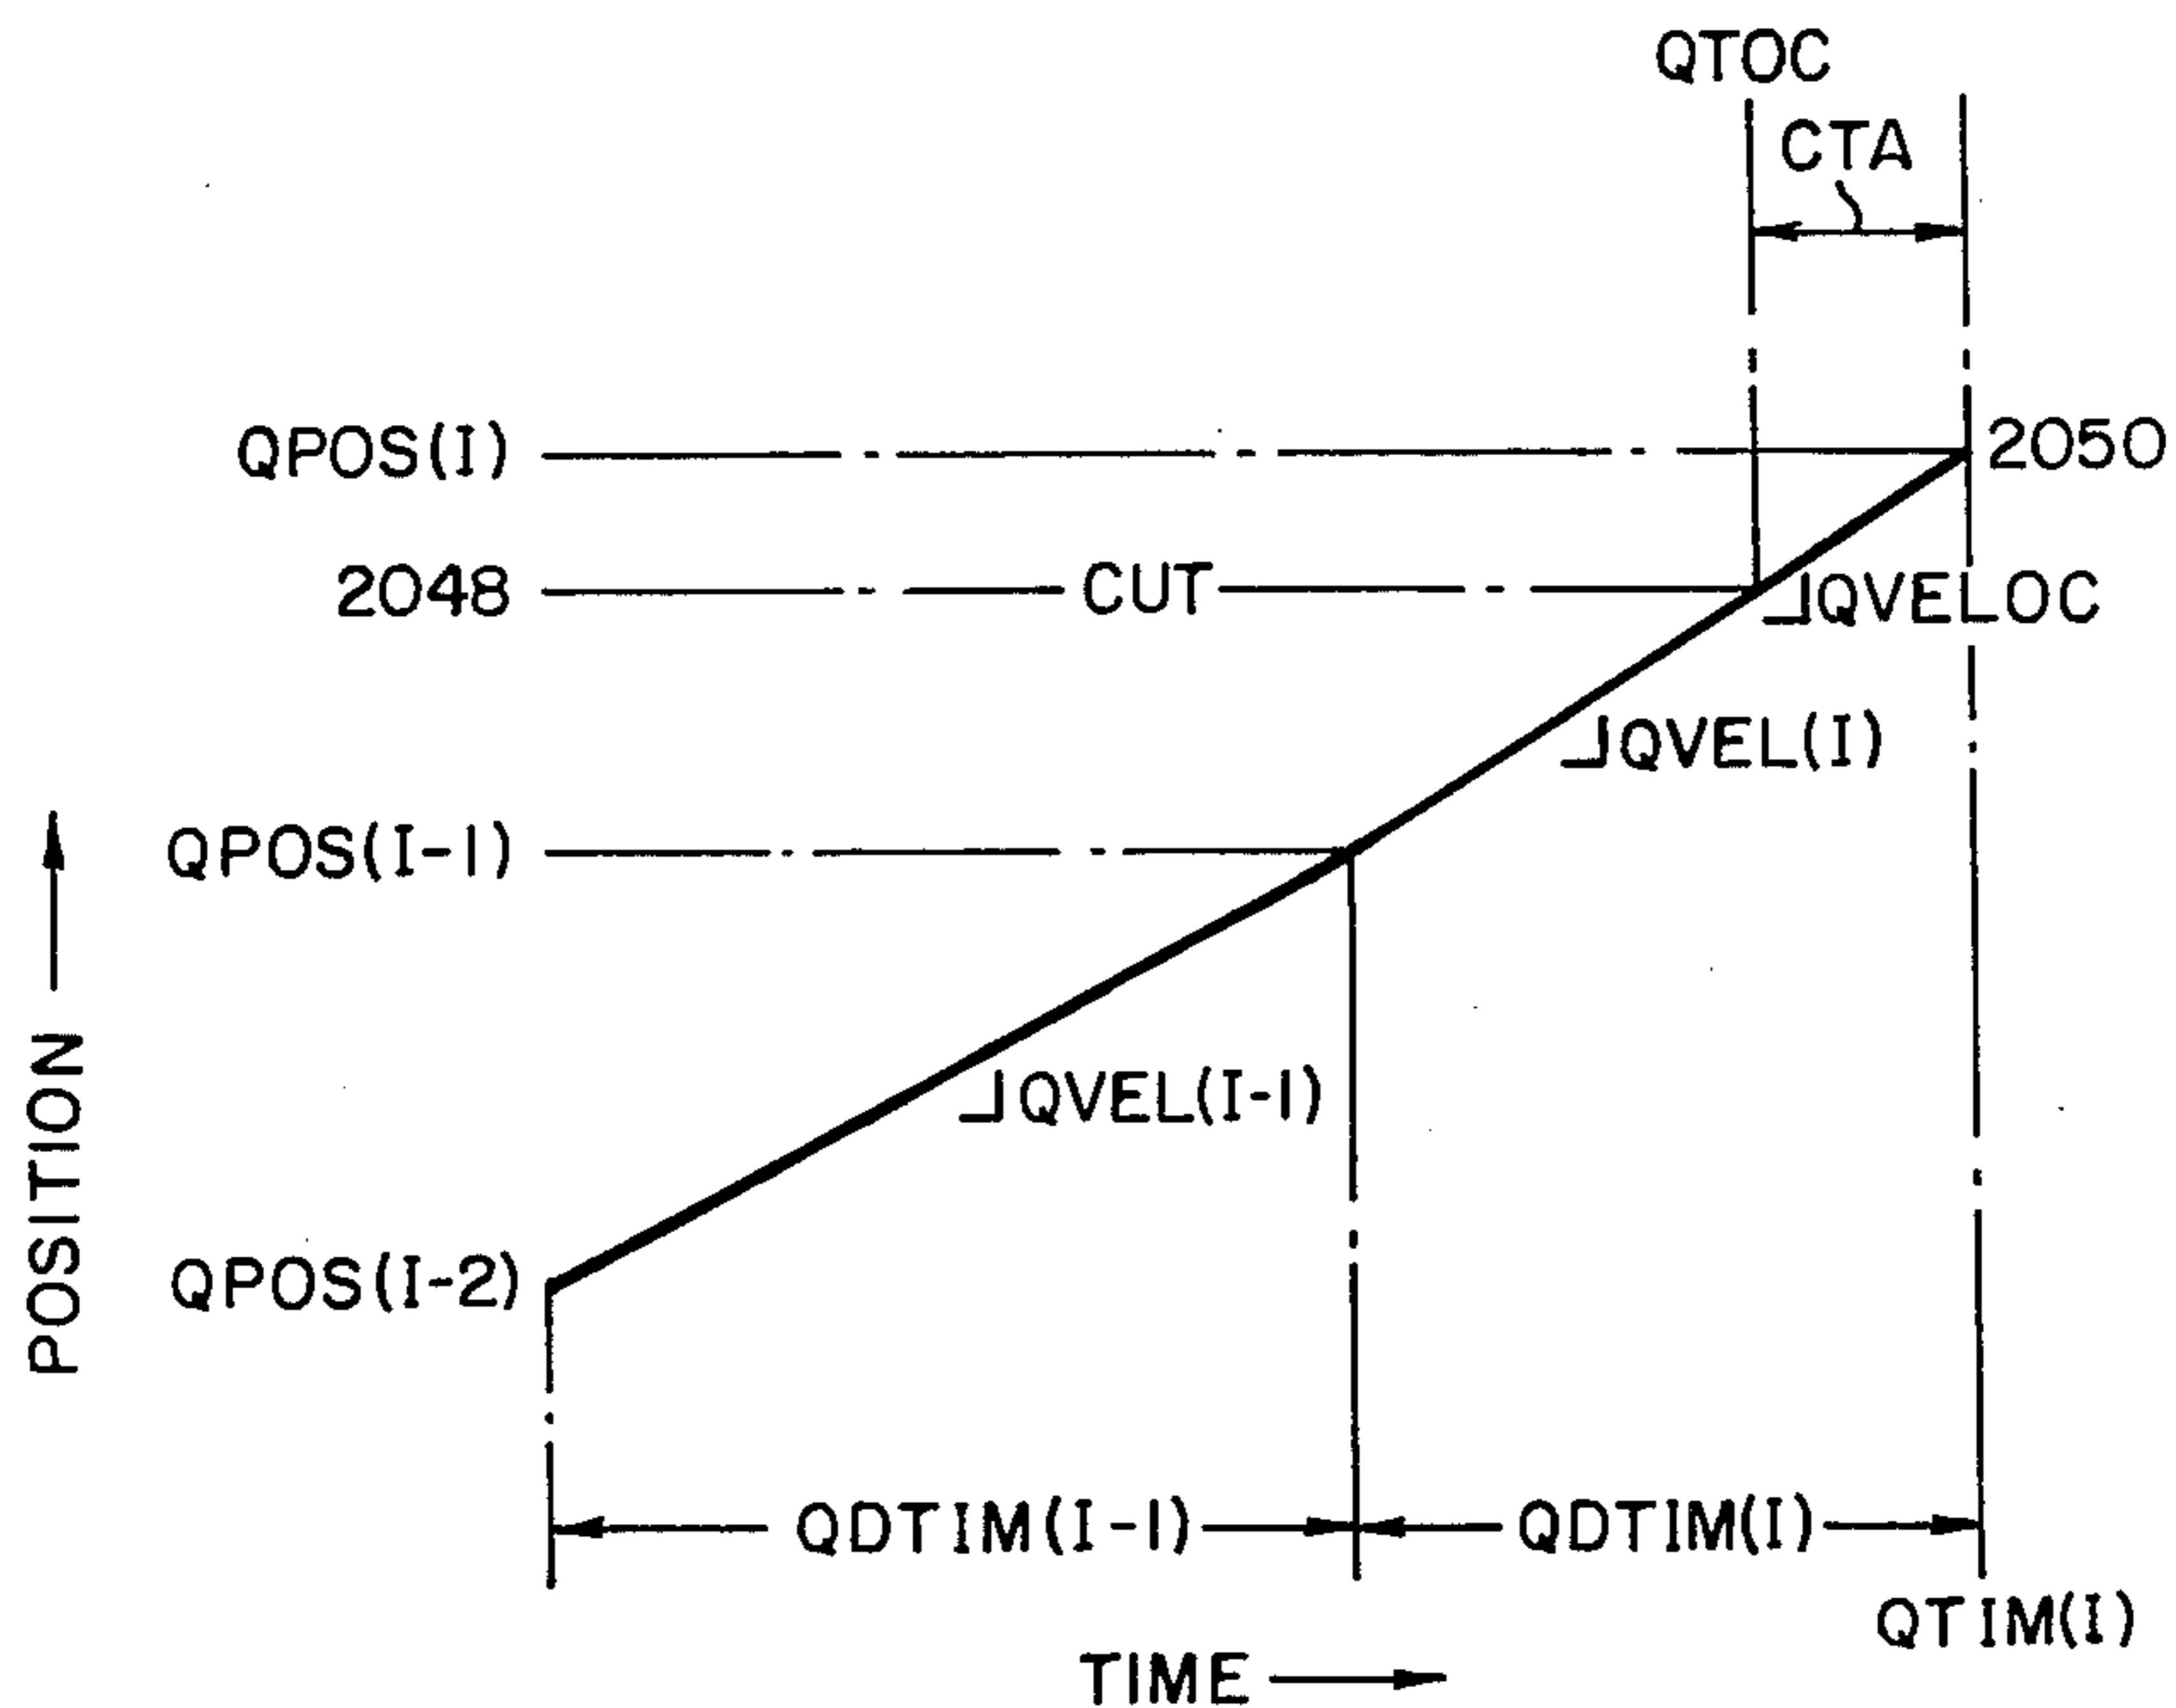 QTOC
CTA
QPOS(I)
2050
2048
CUT
QVELOC
QVEL(I)
QPOS(I-1)
QVEL(I-1)
POSITION
QPOS(I-2)
QDTIM(I-1)
QDTIM(I)
QTIM(I)
TIME